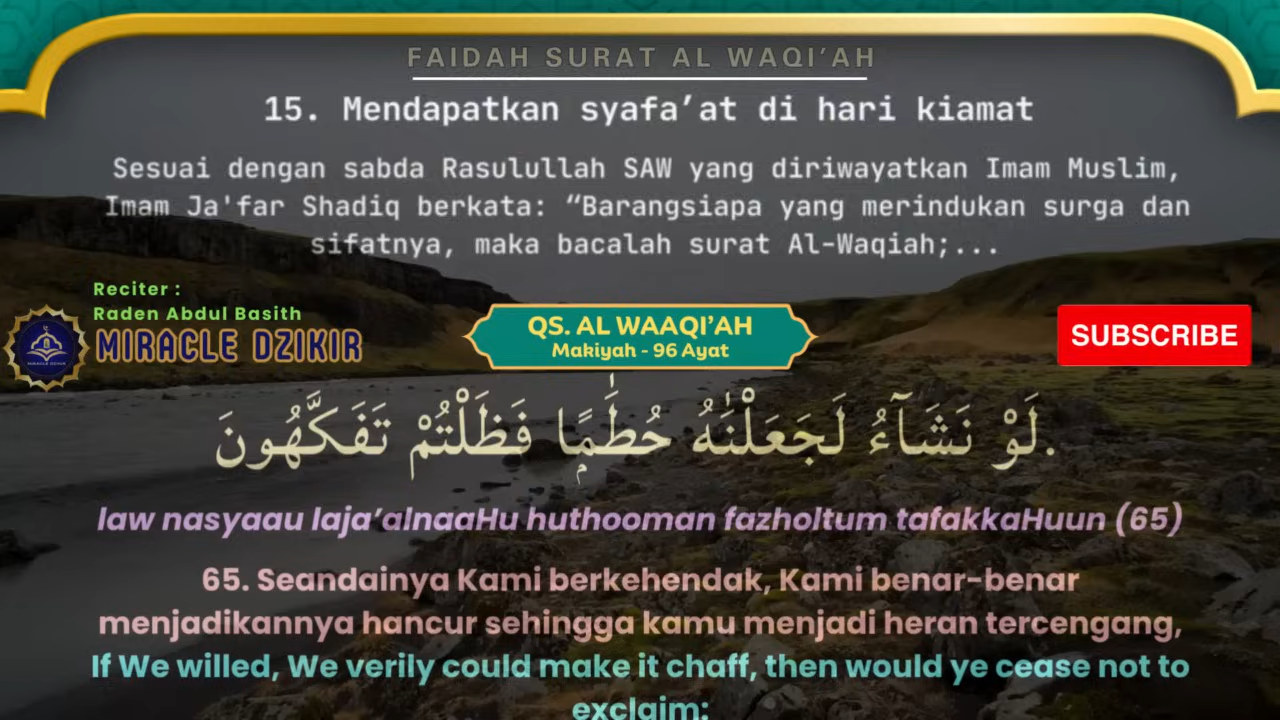 FAIDAH SURAT AL WAQI’AH
15. Mendapatkan syafa’at di hari kiamat
Sesuai dengan sabda Rasulullah SAW yang diriwayatkan Imam Muslim,
Imam Ja'far Shadiq berkata: “Barangsiapa yang merindukan surga dan
sifatnya, maka bacalah surat Al-Waqiah;...
Reciter :
Raden Abdul Basith
MIRACLE DZIKIR
QS. AL WAAQI’AH
Makiyah - 96 Ayat
SUBSCRIBE
لَوْ نَشَآءُ لَجَعَلْنَٰهُ حُطَٰمًۭا فَظَلْتُمْ تَفَكَّهُونَ.
law nasyaau laja’alnaaHu huthooman fazholtum tafakkaHuun (65)
65. Seandainya Kami berkehendak, Kami benar-benar
menjadikannya hancur sehingga kamu menjadi heran tercengang,
If We willed, We verily could make it chaff, then would ye cease not to
exclaim: